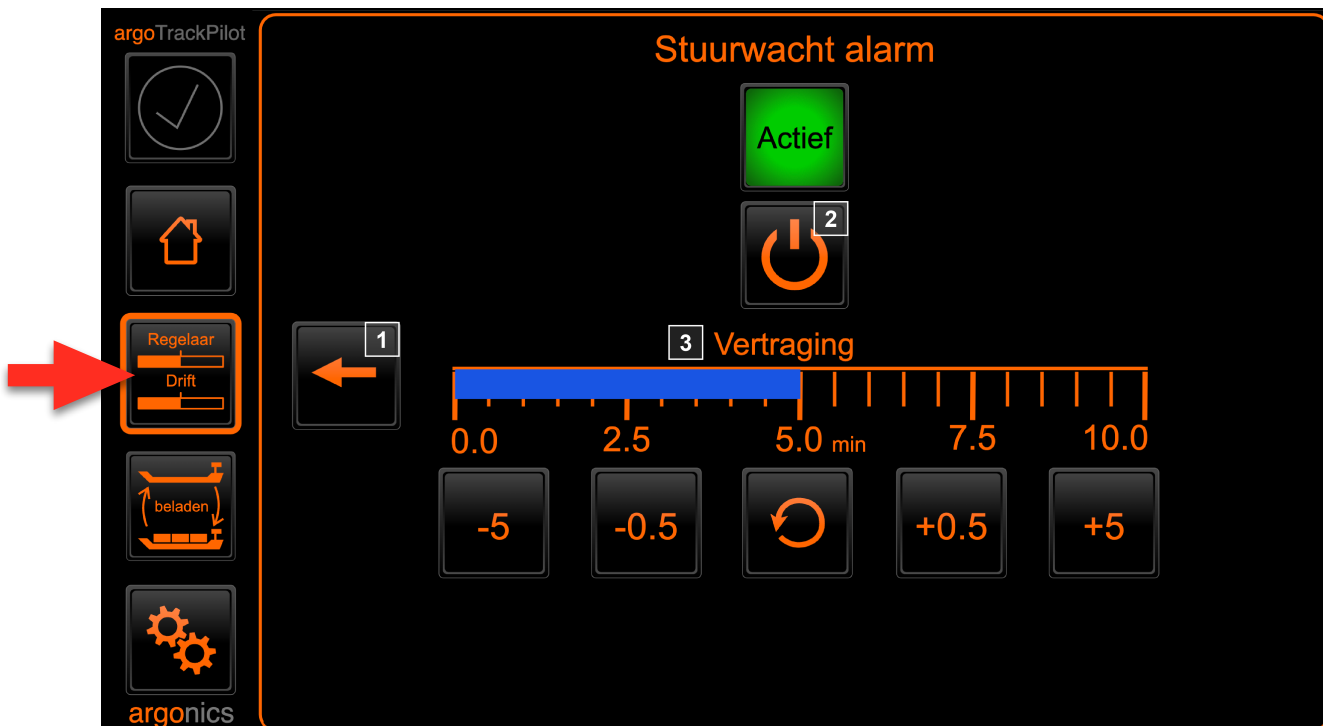 argoTrackPilot
Stuurwacht alarm
Actief
2
Regelaar
Drift
1
3 Vertraging
0.0 2.5 5.0 min 7.5 10.0
beladen
-5 -0.5 +0.5 +5
argonics